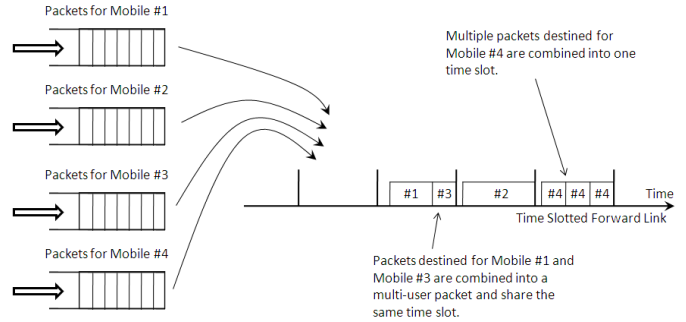 Packets for Mobile #1
Packets for Mobile #2
Packets for Mobile #3
Packets for Mobile #4
Multiple packets destined for
Mobile #4 are combined into one
time slot.
#1 #3 #2 #4 #4 #4
Time
Time Slotted Forward Link
Packets destined for Mobile #1 and
Mobile #3 are combined into a
multi-user packet and share the
same time slot.